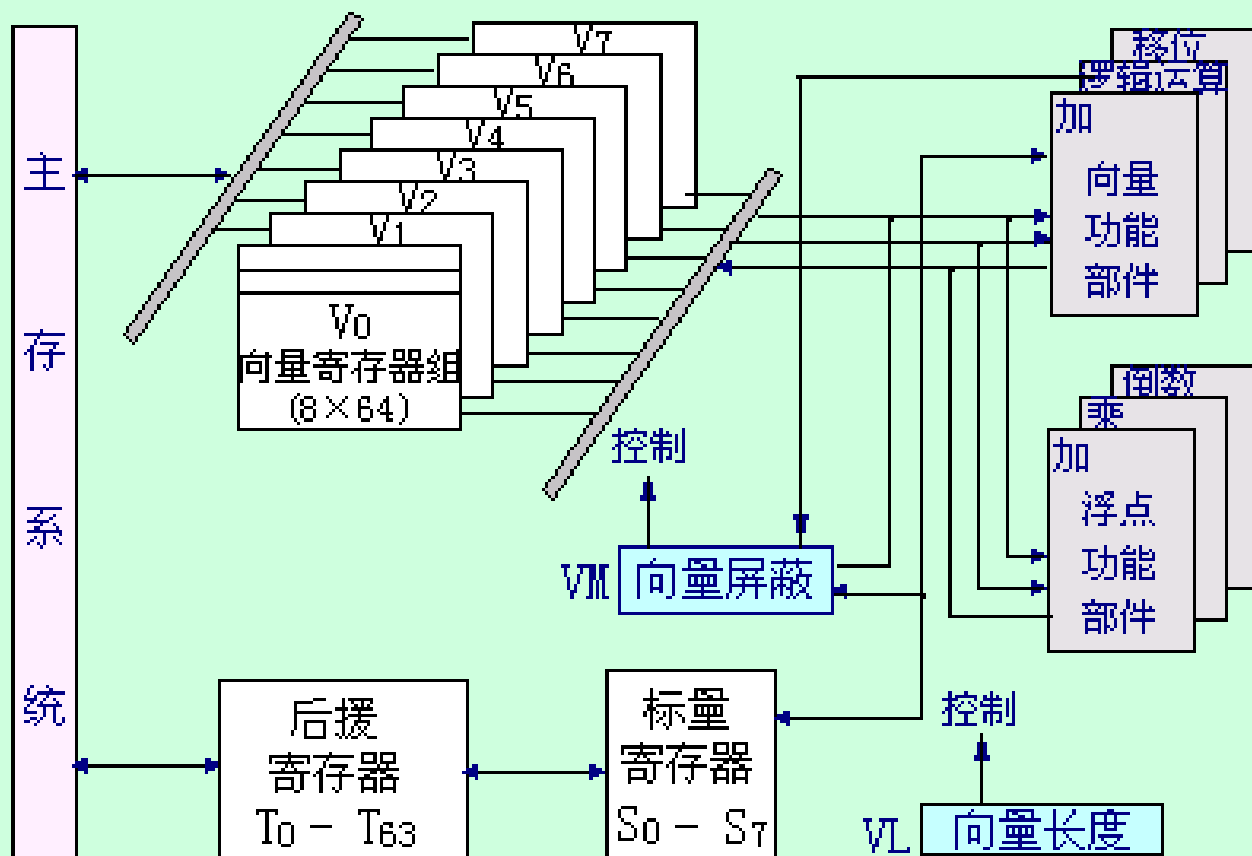 主
存
系
统
V7
V6
V5
V4
V3
V2
V1
V0
向量寄存器组
(8×64)
移位
逻辑运算
加
向量
功能
部件
倒数
乘
加
浮点
功能
部件
控制
VM
向量屏蔽
后援
寄存器
T0 - T63
标量
寄存器
S0 - S7
控制
VL
向量长度